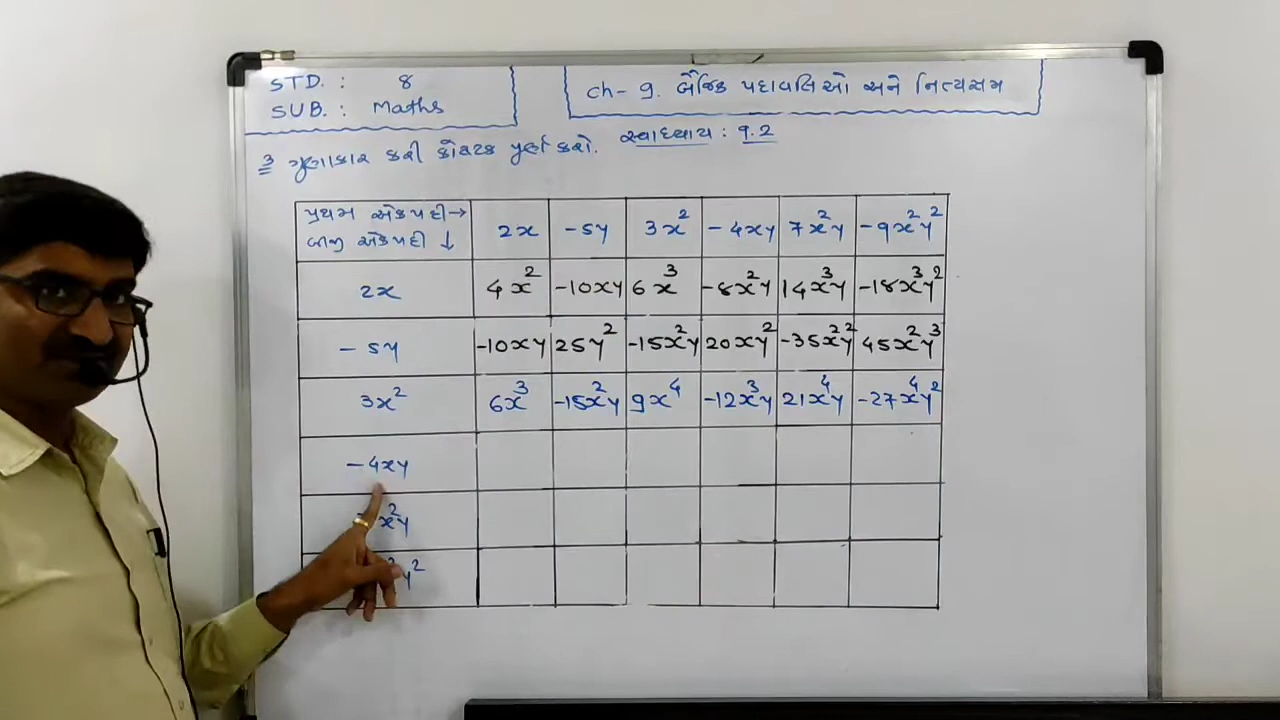 STD. : 8
SUB. : Maths
Ch - 9. બૈજિક પદાવલિઓ અને નિત્યસમ
સ્વાધ્યાય : 9.2
3 ગુણાકાર કરી કોષ્ટક પૂર્ણ કરો.
પ્રથમ એકપદી → 2x -5y 3x² -4xy 7x²y -9x²y²
બીજી એકપદી ↓
2x 4x² -10xy 6x³ -8x²y 14x³y -18x³y²
-5y -10xy 25y² -15x²y 20xy² -35x²y² 45x²y³
3x² 6x³ -15x²y 9x⁴ -12x³y 21x⁴y -27x⁴y²
-4xy
x²y
y²